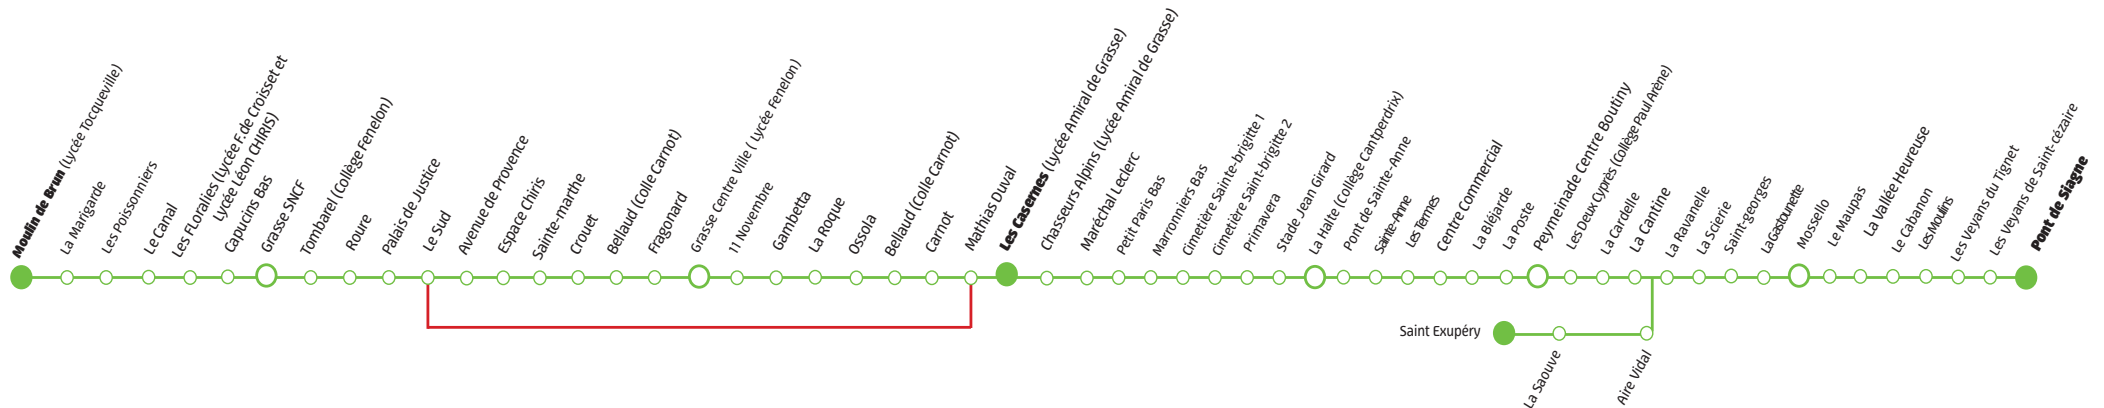 Moulin de Brun (Lycée Tocqueville)
La Marigarde
Les Poissonniers
Le Canal
Les FLoralies (Lycée F.de Croisset et
Lycée Léon CHIRIS)
Capucins Bas
Grasse SNCF
Tombarel (Collège Fenelon)
Roure
Palais de Justice
Le Sud
Avenue de Provence
Espace Chiris
Sainte-marthe
Crouet
Bellaud (Colle Carnot)
Fragonard
Grasse Centre Ville ( Lycée Fenelon)
11 Novembre
Gambetta
La Roque
Ossola
Bellaud (Colle Carnot)
Carnot
Mathias Duval
Les Casernes (Lycée Amiral de Grasse)
Chasseurs Alpins (Lycée Amiral de Grasse)
Maréchal Leclerc
Petit Paris Bas
Marronniers Bas
Cimetière Sainte-brigitte 1
Cimetière Saint-brigitte 2
Primavera
Stade Jean Girard
La Halte (Collège Cantperdrix)
Pont de Sainte-Anne
Sainte-Anne
Les Termes
Centre Commercial
La Bléjarde
La Poste
Peymeinade Centre Boutiny
Les Deux Cyprès (Collège Paul Arène)
La Cardelle
La Cantine
La Ravanelle
La Scierie
Saint-georges
La Gastounette
Mossello
Le Maupas
La Vallée Heureuse
Le Cabanon
Les Moulins
Les Veyans du Tignet
Les Veyans de Saint-cézaire
Pont de Siagne
Saint Exupéry
La Saouve
Aire Vidal